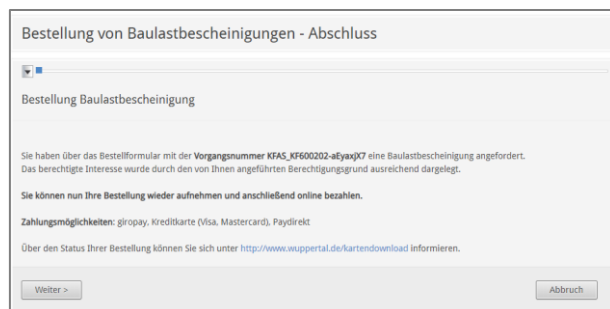 Bestellung von Baulastbescheinigungen - Abschluss
Bestellung Baulastbescheinigung
Sie haben über das Bestellformular mit der Vorgangsnummer KFAS_KF600202-aEyaxjX7 eine Baulastbescheinigung angefordert.
Das berechtigte Interesse wurde durch den von Ihnen angeführten Berechtigungsgrund ausreichend dargelegt.
Sie können nun Ihre Bestellung wieder aufnehmen und anschließend online bezahlen.
Zahlungsmöglichkeiten: giropay, Kreditkarte (Visa, Mastercard), Paydirekt
Über den Status Ihrer Bestellung können Sie sich unter http://www.wuppertal.de/kartendownload informieren.
Weiter >
Abbruch